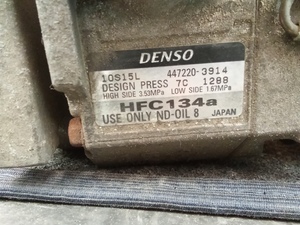 DENSO
10S15L 447220-3914
DESIGN PRESS 7C 1288
HIGH SIDE 3.53MPa LOW SIDE 1.67MPa
HFC134a
USE ONLY ND-OIL 8 JAPAN